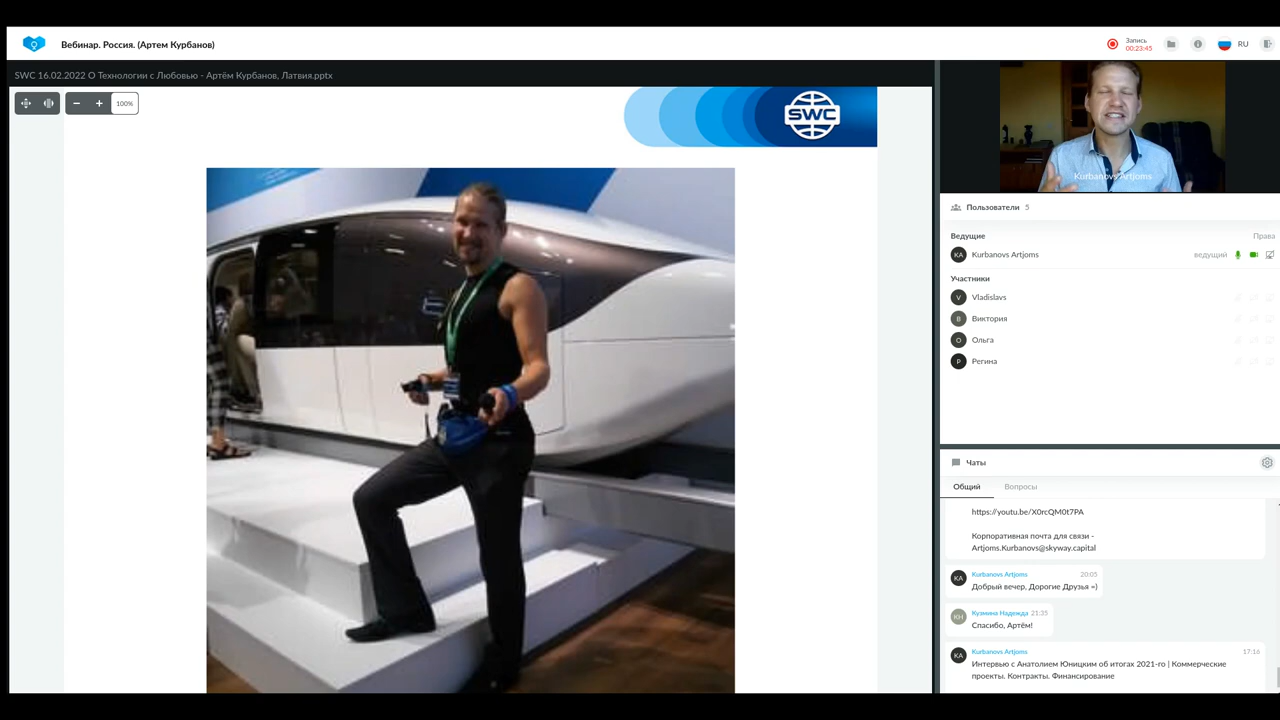 Вебинар. Россия. (Артем Курбанов)
Запись
00:23:45
RU
SWC 16.02.2022 О Технологии с Любовью - Артём Курбанов, Латвия.pptx
100%
SWC
Kurbanovs Artjoms
Пользователи 5
Ведущие Права
KA Kurbanovs Artjoms ведущий
Участники
V Vladislavs
В Виктория
О Ольга
Р Регина
Чаты
Общий Вопросы
https://youtu.be/X0rcQM0t7PA
Корпоративная почта для связи -
Artjoms.Kurbanovs@skyway.capital
KA Kurbanovs Artjoms 20:05
Добрый вечер, Дорогие Друзья =)
КН Кузмина Надежда 21:35
Спасибо, Артём!
KA Kurbanovs Artjoms 17:16
Интервью с Анатолием Юницким об итогах 2021-го | Коммерческие
проекты. Контракты. Финансирование